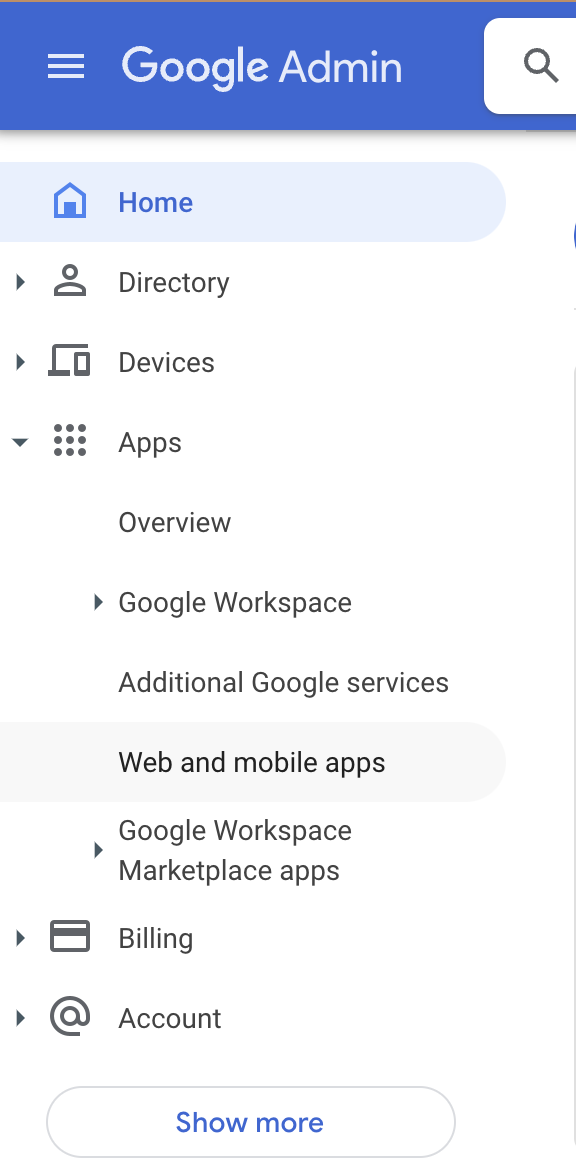 Google Admin
Home
Directory
Devices
Apps
Overview
Google Workspace
Additional Google services
Web and mobile apps
Google Workspace
Marketplace apps
Billing
Account
Show more